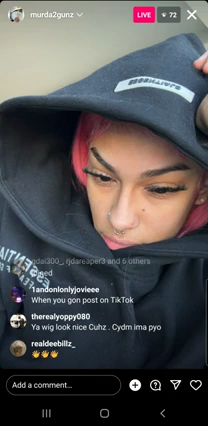 murda2gunz
LIVE
72
qdai300_, rjdareaper3 and 6 others
joined
1andonlonlyjovieee
When you gon post on TikTok
therealyoppy080
Ya wig look nice Cuhz . Cydm ima pyo
realdeebillz_
👏👏👏
Add a comment...